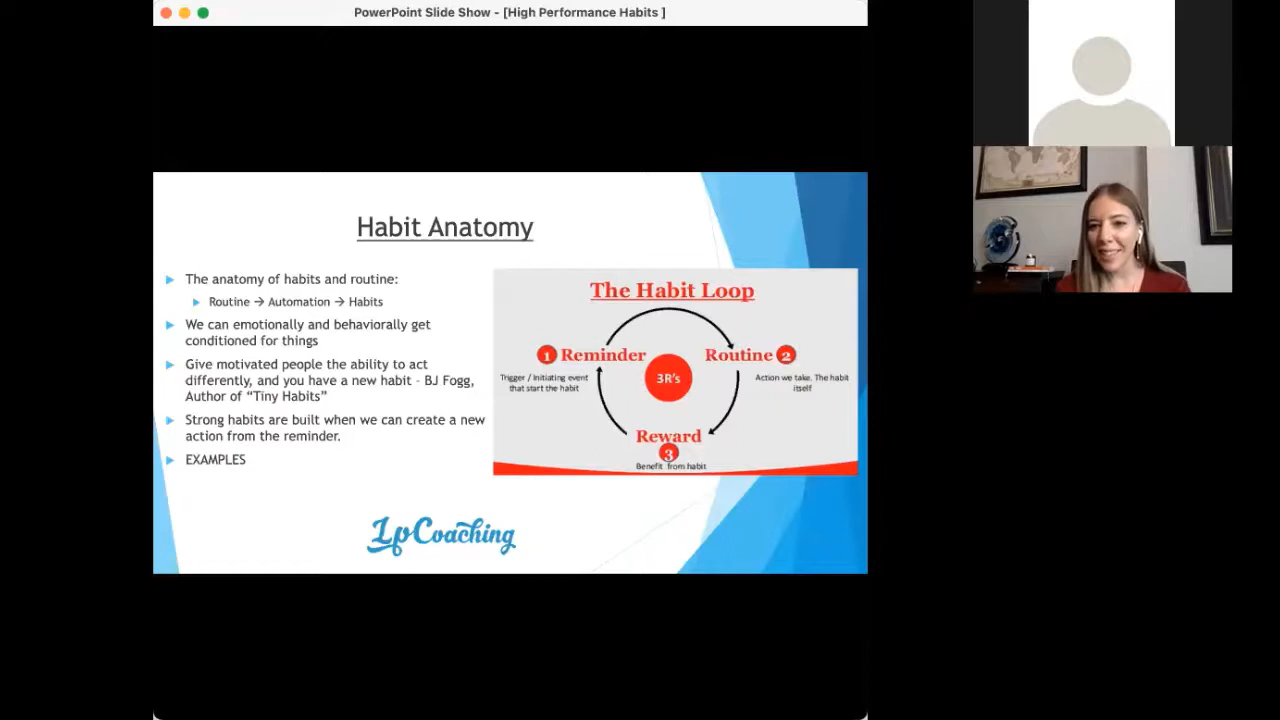 PowerPoint Slide Show - [High Performance Habits ]
Habit Anatomy
The anatomy of habits and routine:
Routine → Automation → Habits
We can emotionally and behaviorally get
conditioned for things
Give motivated people the ability to act
differently, and you have a new habit - BJ Fogg,
Author of “Tiny Habits”
Strong habits are built when we can create a new
action from the reminder.
EXAMPLES
The Habit Loop
1 Reminder
Trigger / Initiating event
that start the habit
Routine 2
Action we take. The habit
itself
3R's
Reward
3
Benefit from habit
LpCoaching